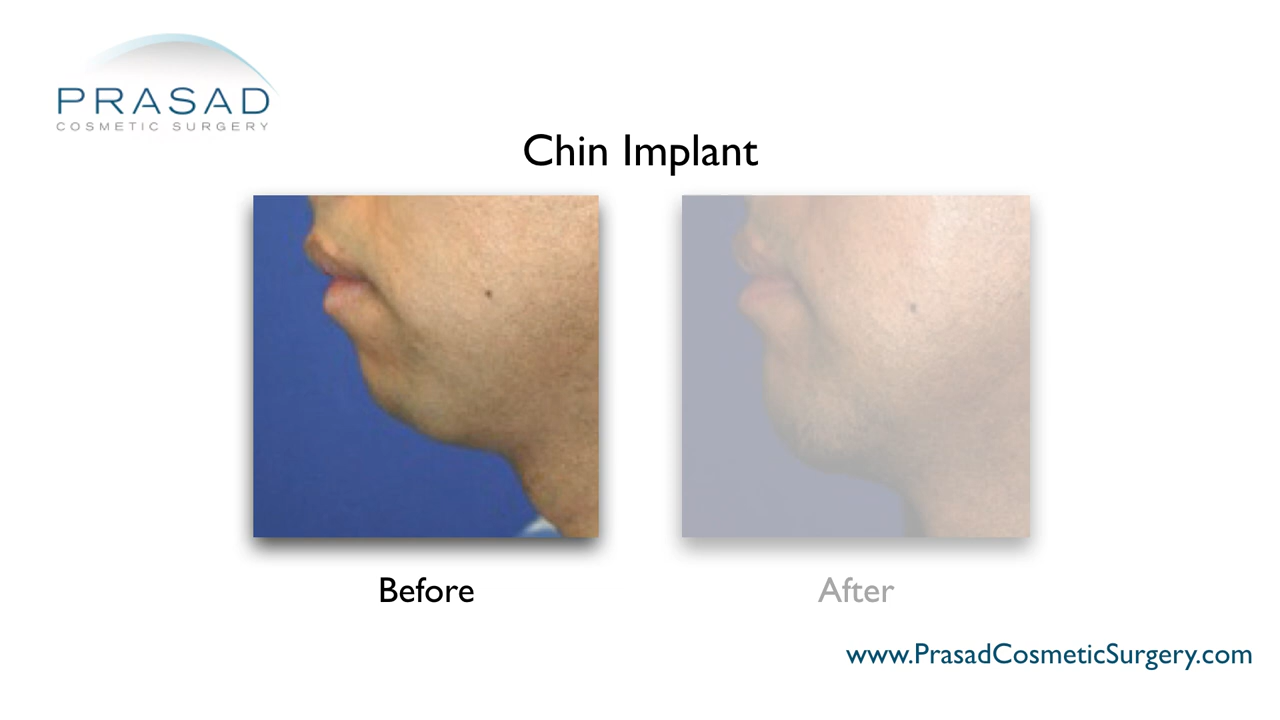 PRASAD
COSMETIC SURGERY
Chin Implant
Before
After
www.PrasadCosmeticSurgery.com